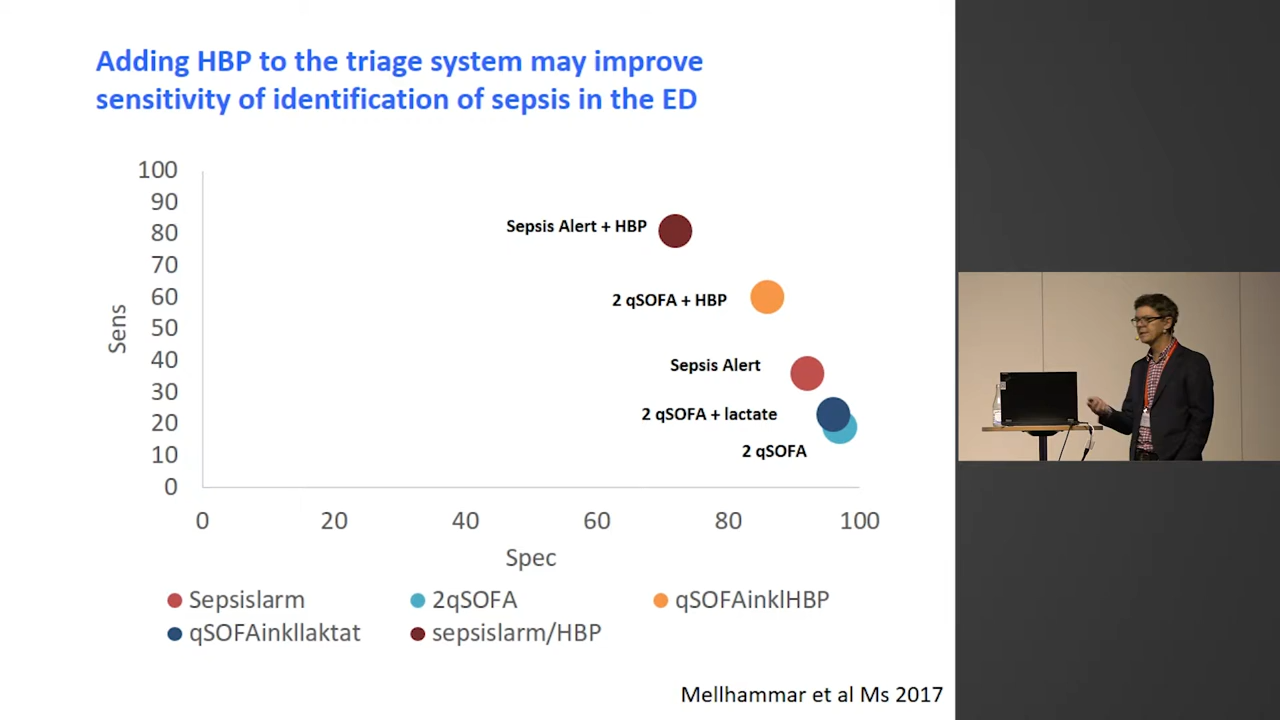 Adding HBP to the triage system may improve
sensitivity of identification of sepsis in the ED
100
90
80
70
60
50
40
30
20
10
0
Sens
Sepsis Alert + HBP
2 qSOFA + HBP
Sepsis Alert
2 qSOFA + lactate
2 qSOFA
0 20 40 60 80 100
Spec
Sepsislarm 2qSOFA qSOFAinklHBP
qSOFAinkllaktat sepsislarm/HBP
Mellhammar et al Ms 2017